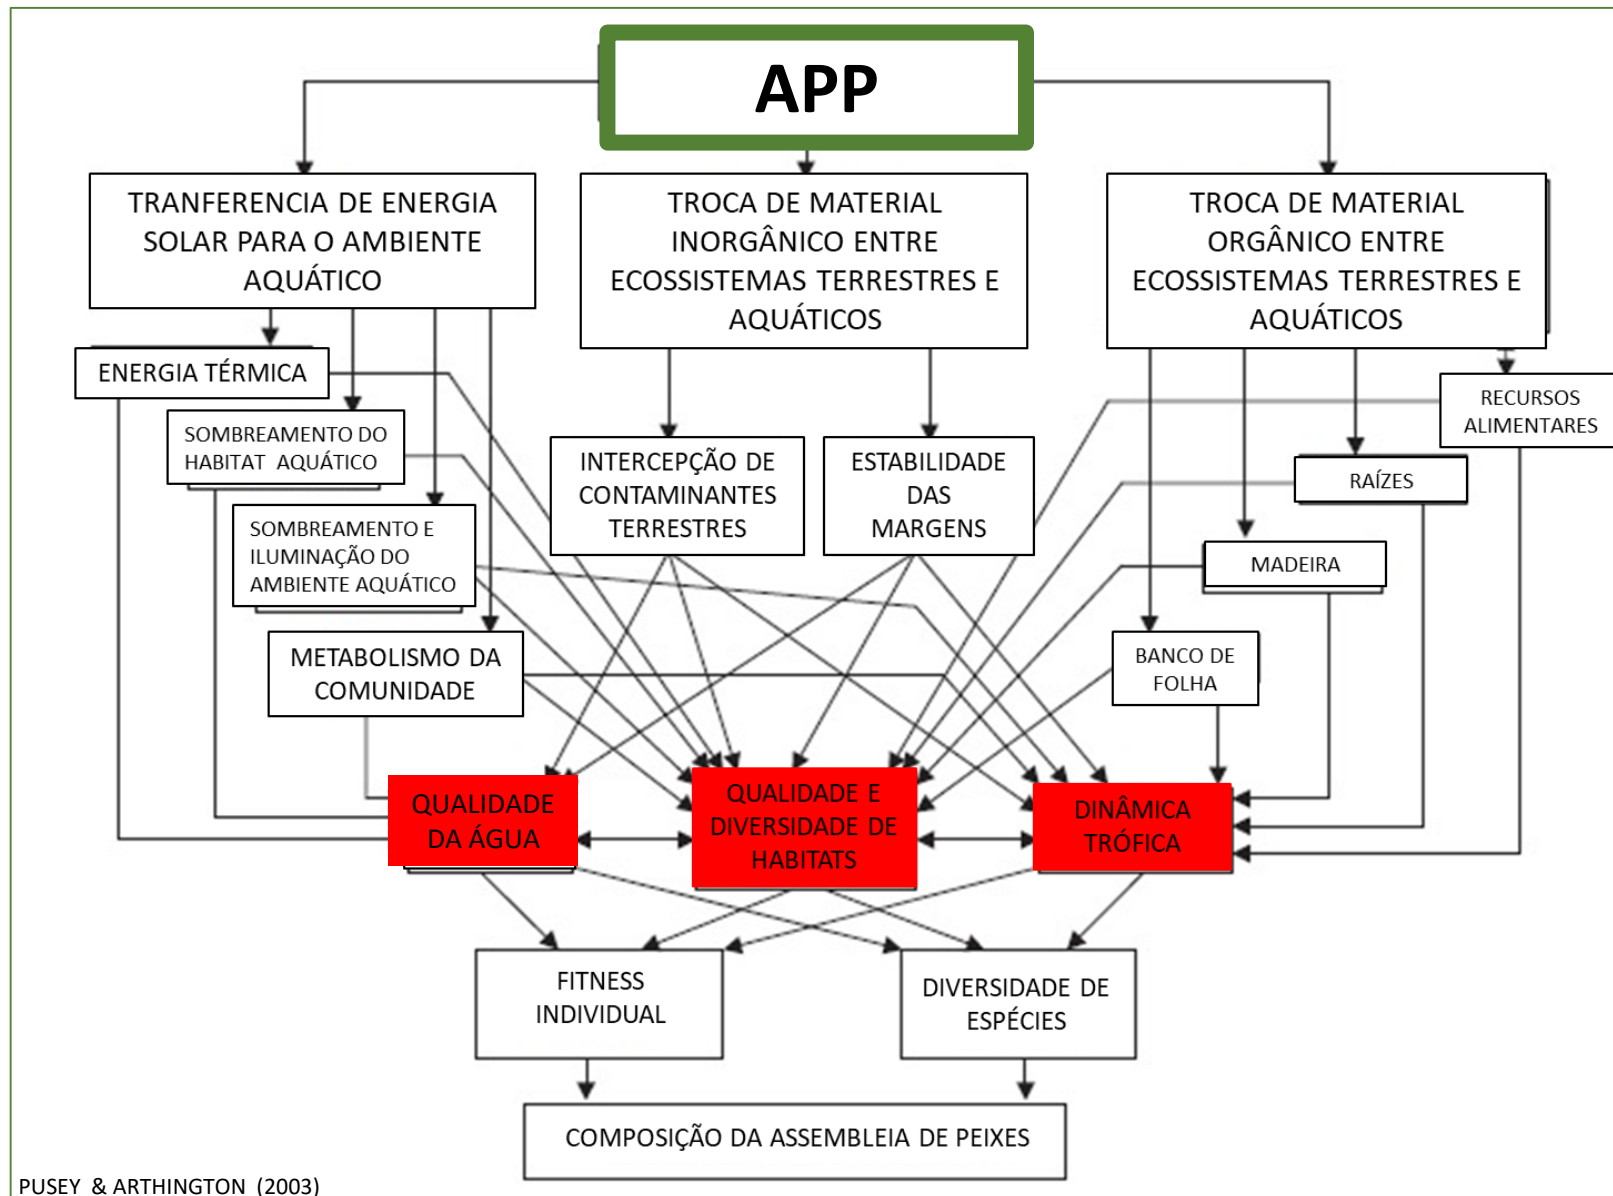 APP
TRANFERENCIA DE ENERGIA
SOLAR PARA O AMBIENTE
AQUÁTICO
TROCA DE MATERIAL
INORGÂNICO ENTRE
ECOSSISTEMAS TERRESTRES E
AQUÁTICOS
TROCA DE MATERIAL
ORGÂNICO ENTRE
ECOSSISTEMAS TERRESTRES E
AQUÁTICOS
ENERGIA TÉRMICA
RECURSOS
ALIMENTARES
SOMBREAMENTO DO
HABITAT AQUÁTICO
INTERCEPÇÃO DE
CONTAMINANTES
TERRESTRES
ESTABILIDADE
DAS
MARGENS
RAÍZES
SOMBREAMENTO E
ILUMINAÇÃO DO
AMBIENTE AQUÁTICO
MADEIRA
METABOLISMO DA
COMUNIDADE
BANCO DE
FOLHA
QUALIDADE
DA ÁGUA
QUALIDADE E
DIVERSIDADE DE
HABITATS
DINÂMICA
TRÓFICA
FITNESS
INDIVIDUAL
DIVERSIDADE DE
ESPÉCIES
COMPOSIÇÃO DA ASSEMBLEIA DE PEIXES
PUSEY & ARTHINGTON (2003)